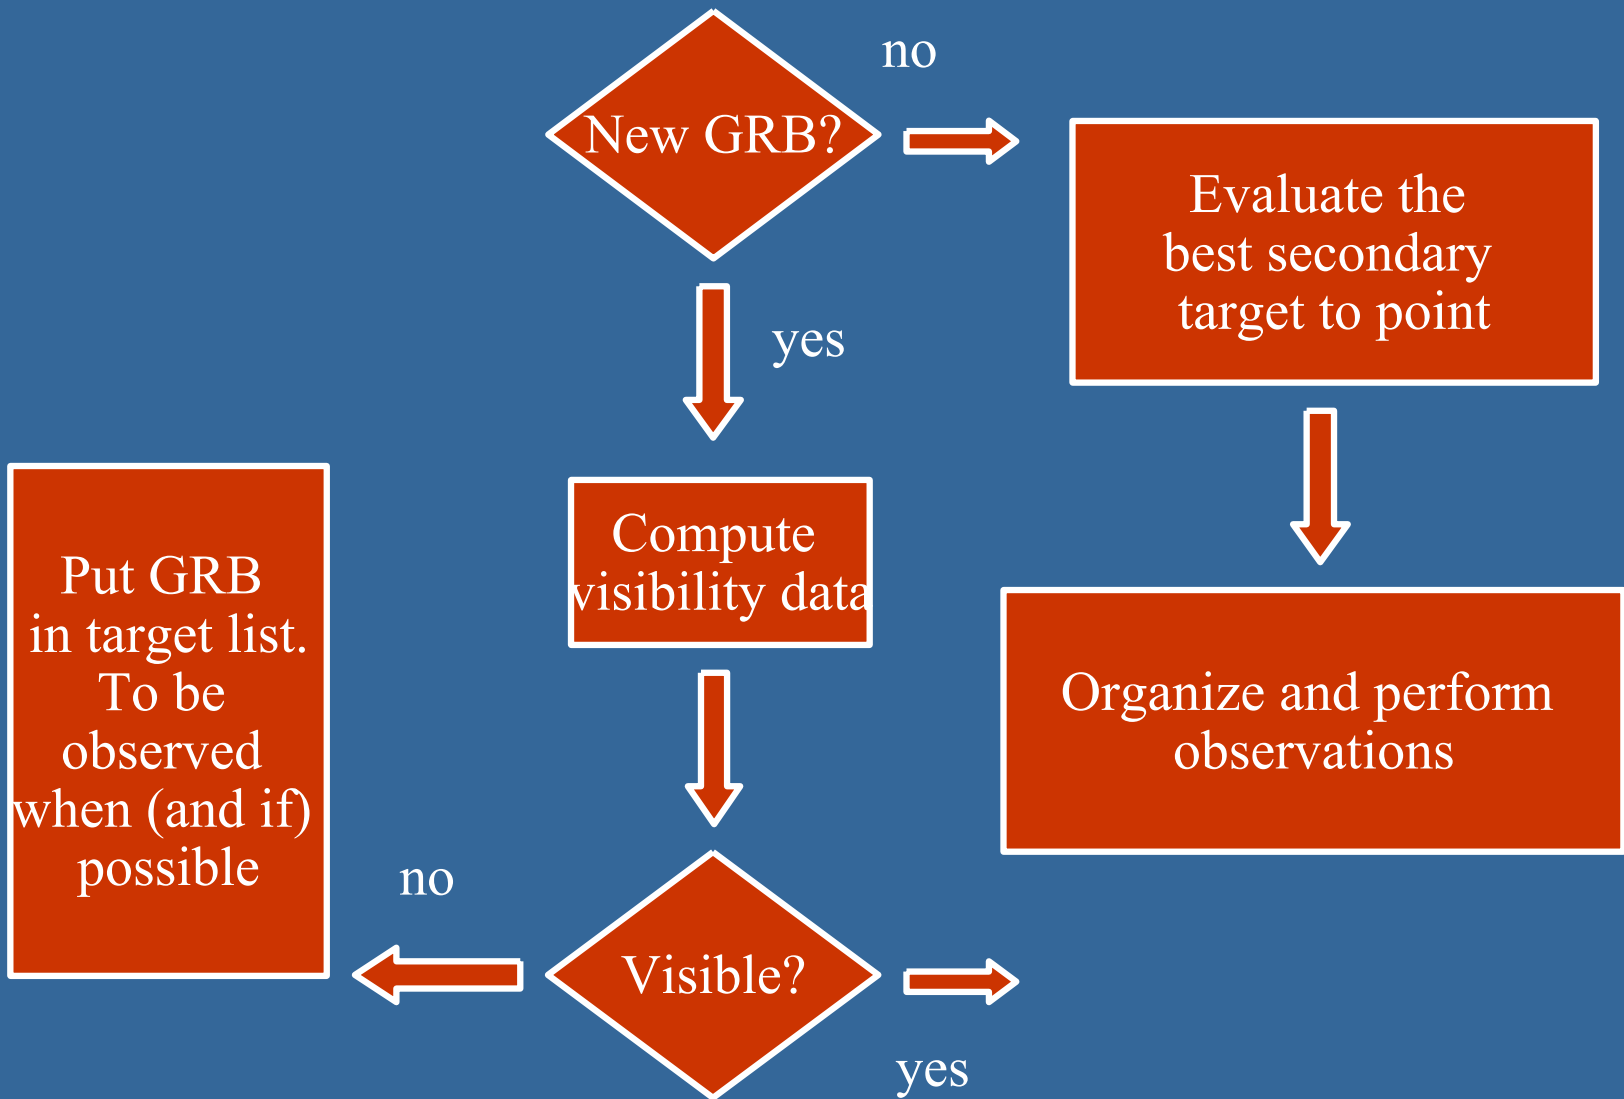 New GRB?
no
Evaluate the
best secondary
target to point
yes
Compute
visibility data
Put GRB
in target list.
To be
observed
when (and if)
possible
Organize and perform
observations
no
Visible?
yes